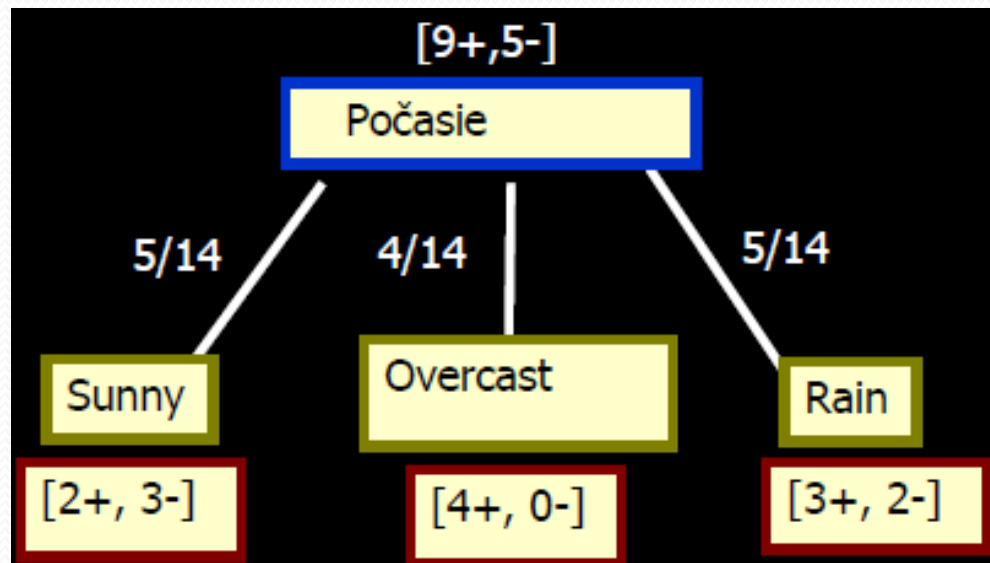 [9+,5-]
Počasie
5/14
4/14
5/14
Sunny
Overcast
Rain
[2+, 3-]
[4+, 0-]
[3+, 2-]